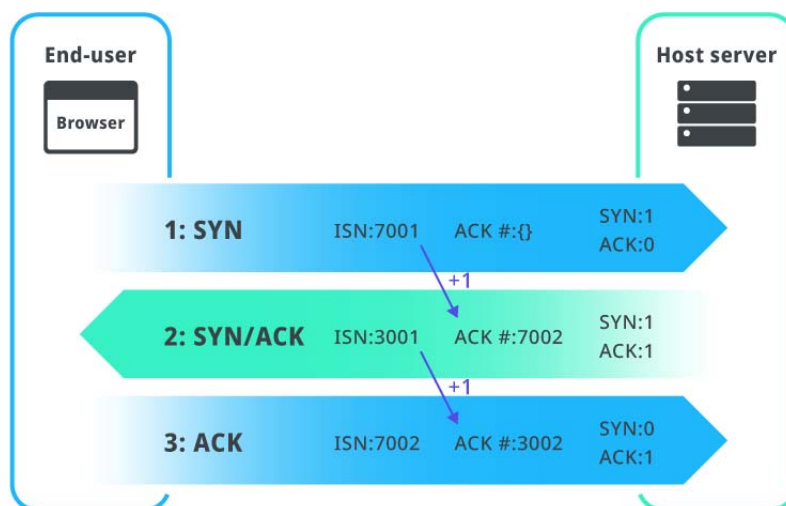 End-user
Host server
Browser
1: SYN ISN:7001 ACK #:{} SYN:1
ACK:0
+1
2: SYN/ACK ISN:3001 ACK #:7002 SYN:1
ACK:1
+1
3: ACK ISN:7002 ACK #:3002 SYN:0
ACK:1